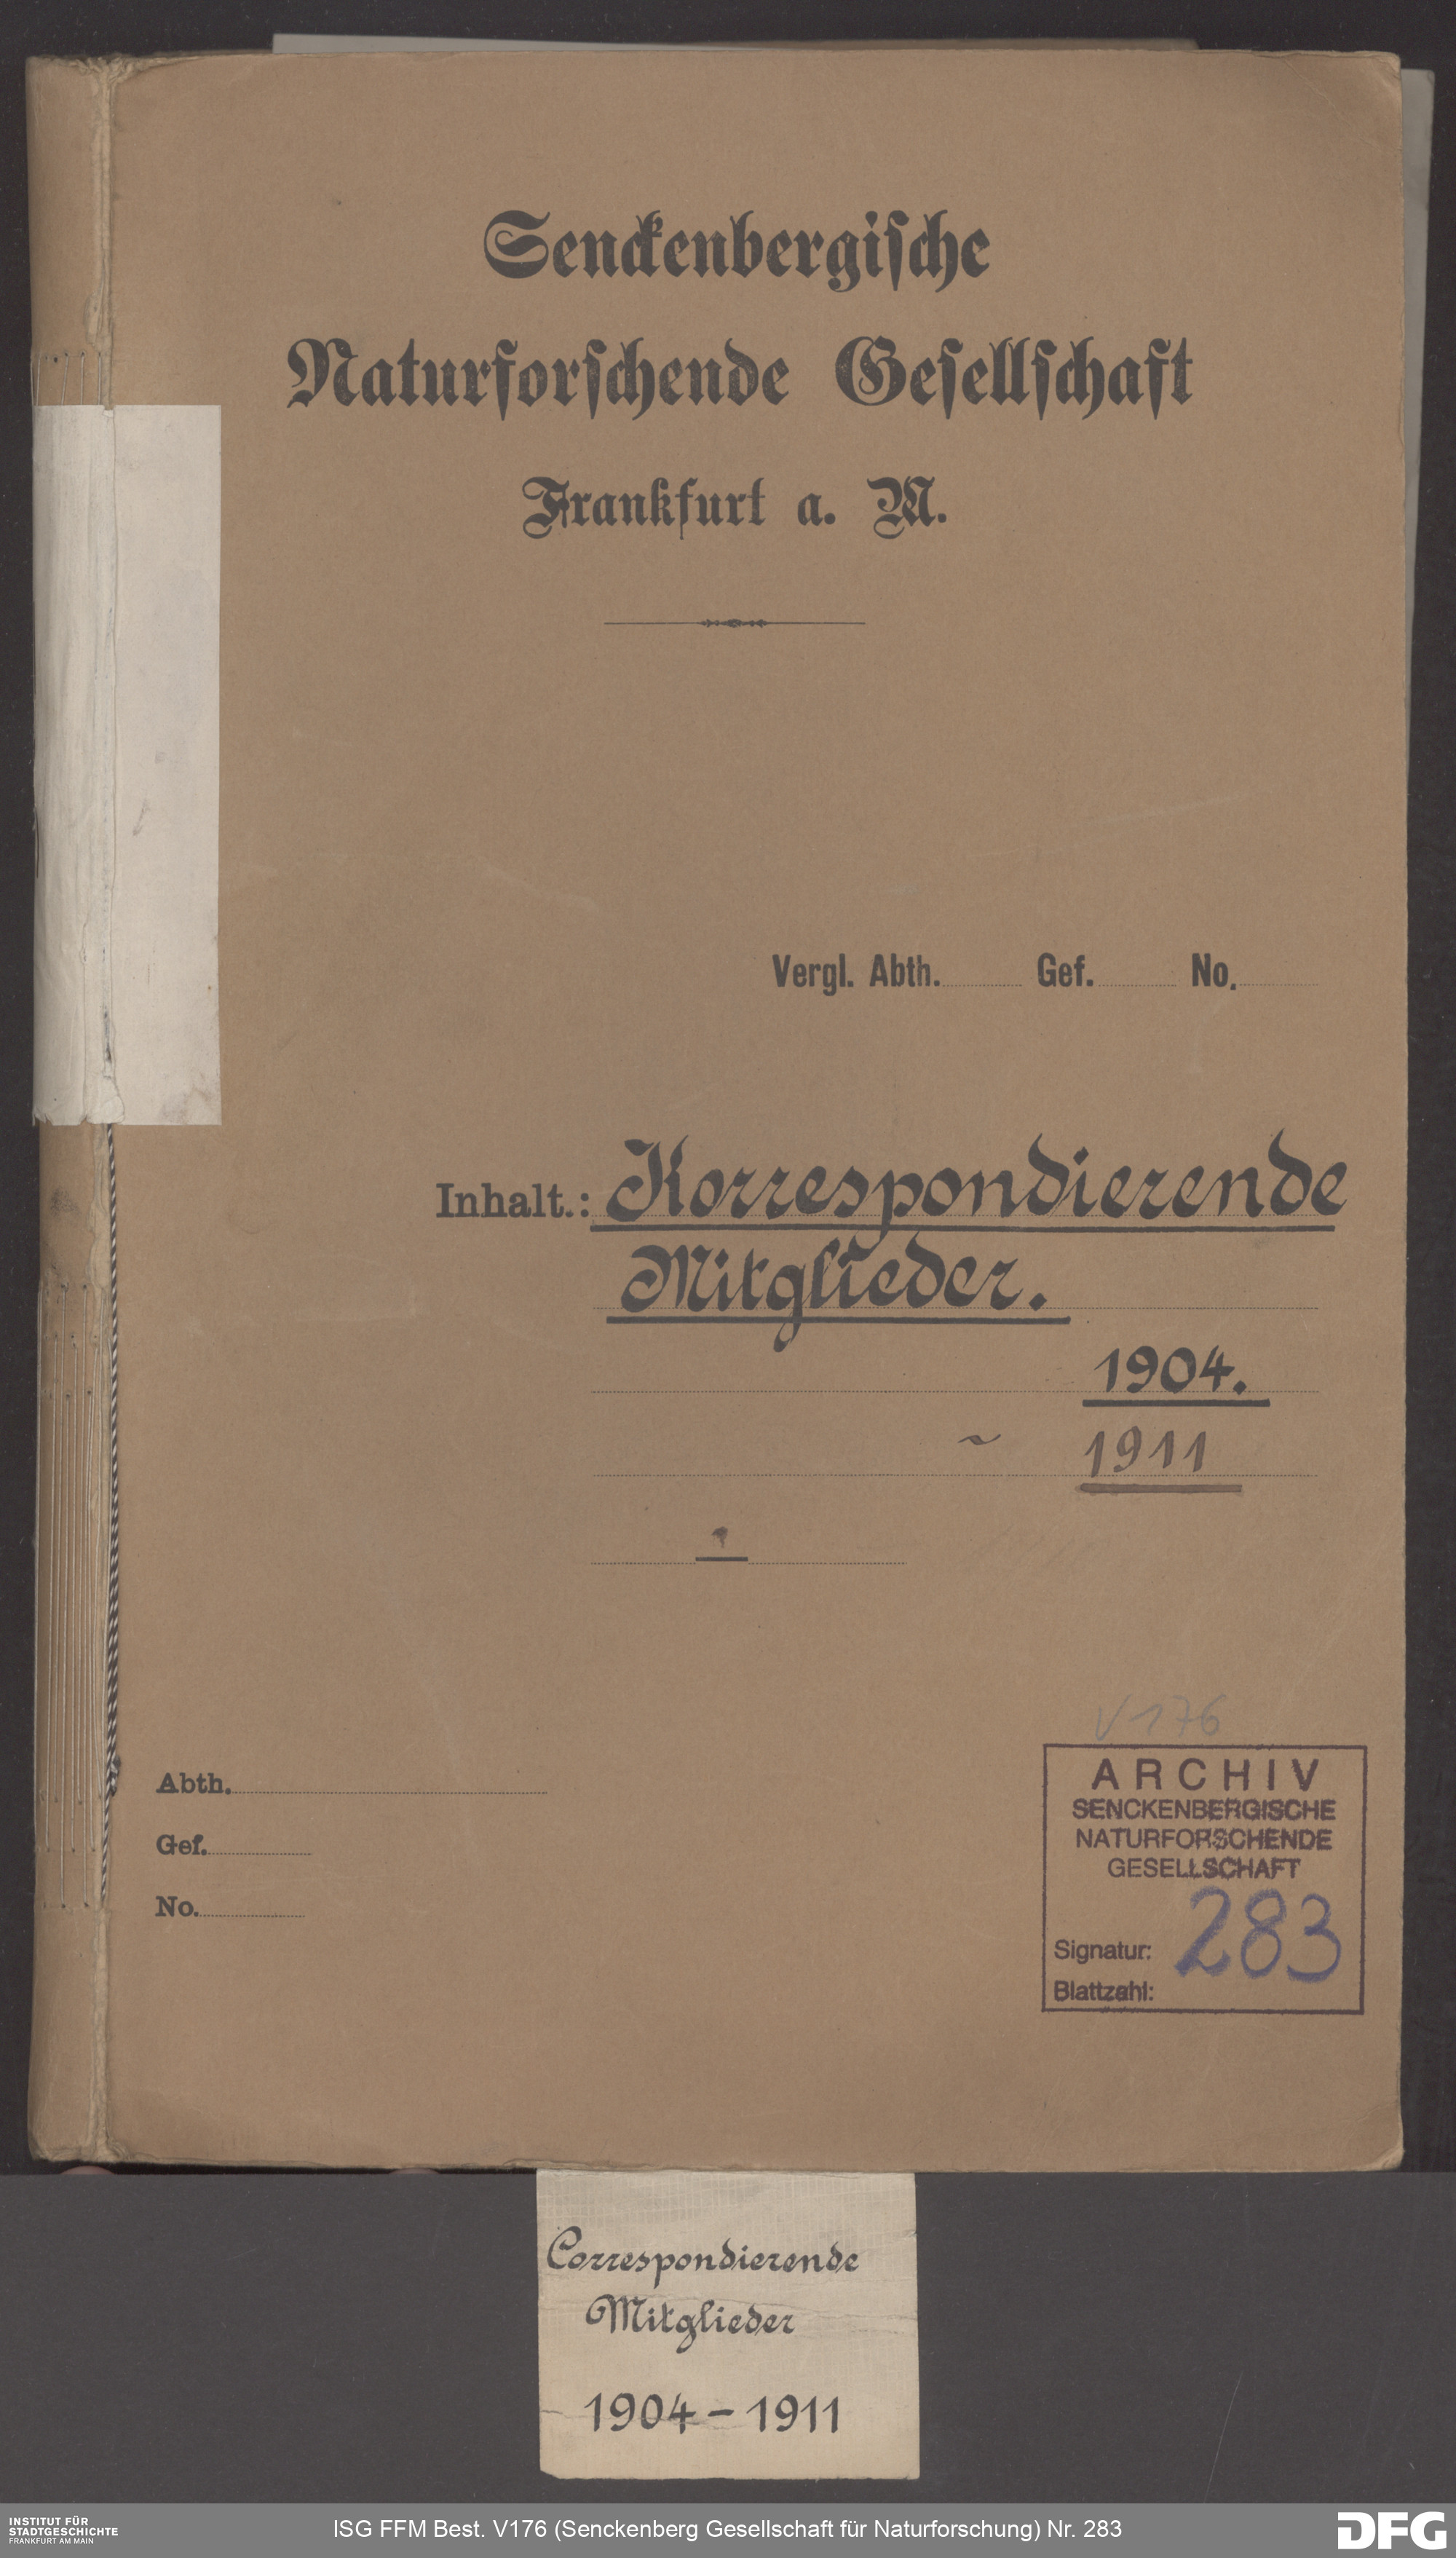 Senckenbergische
Naturforschende Gesellschaft
Frankfurt a. M.
Vergl. Abth. Gef. No.
Inhalt.: Korrespondierende
Mitglieder.
1904.
~ 1911
V 176
ARCHIV
SENCKENBERGISCHE
NATURFORSCHENDE
GESELLSCHAFT
Signatur: 283
Blattzahl:
Abth.
Gef.
No.
Correspondierende
Mitglieder
1904 – 1911
INSTITUT FÜR
STADTGESCHICHTE
FRANKFURT AM MAIN
ISG FFM Best. V176 (Senckenberg Gesellschaft für Naturforschung) Nr. 283
DFG